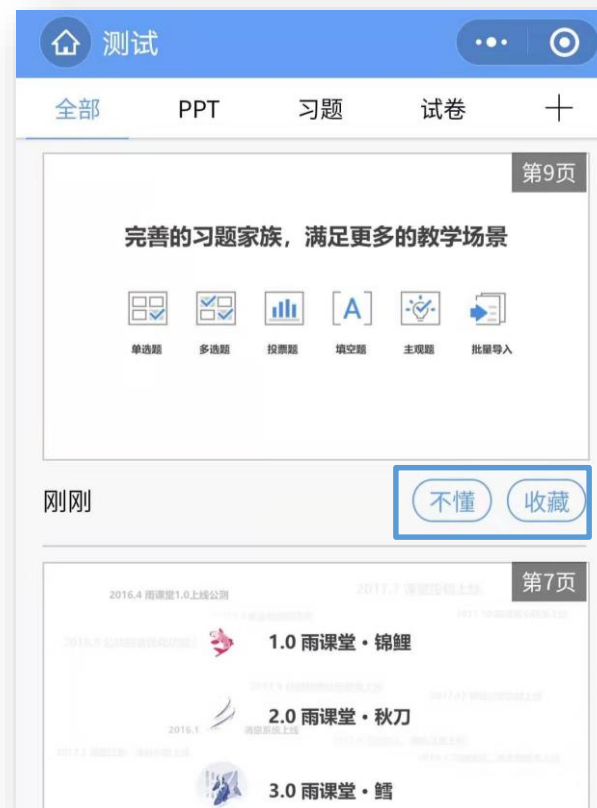 测试
全部 PPT 习题 试卷
第9页
完善的习题家族，满足更多的教学场景
A
单选题 多选题 投票题 填空题 主观题 批量导入
刚刚 不懂 收藏
第7页
2016.4 雨课堂1.0上线公测
1.0 雨课堂·锦鲤
2.0 雨课堂·秋刀
2016.1
3.0 雨课堂·鳕